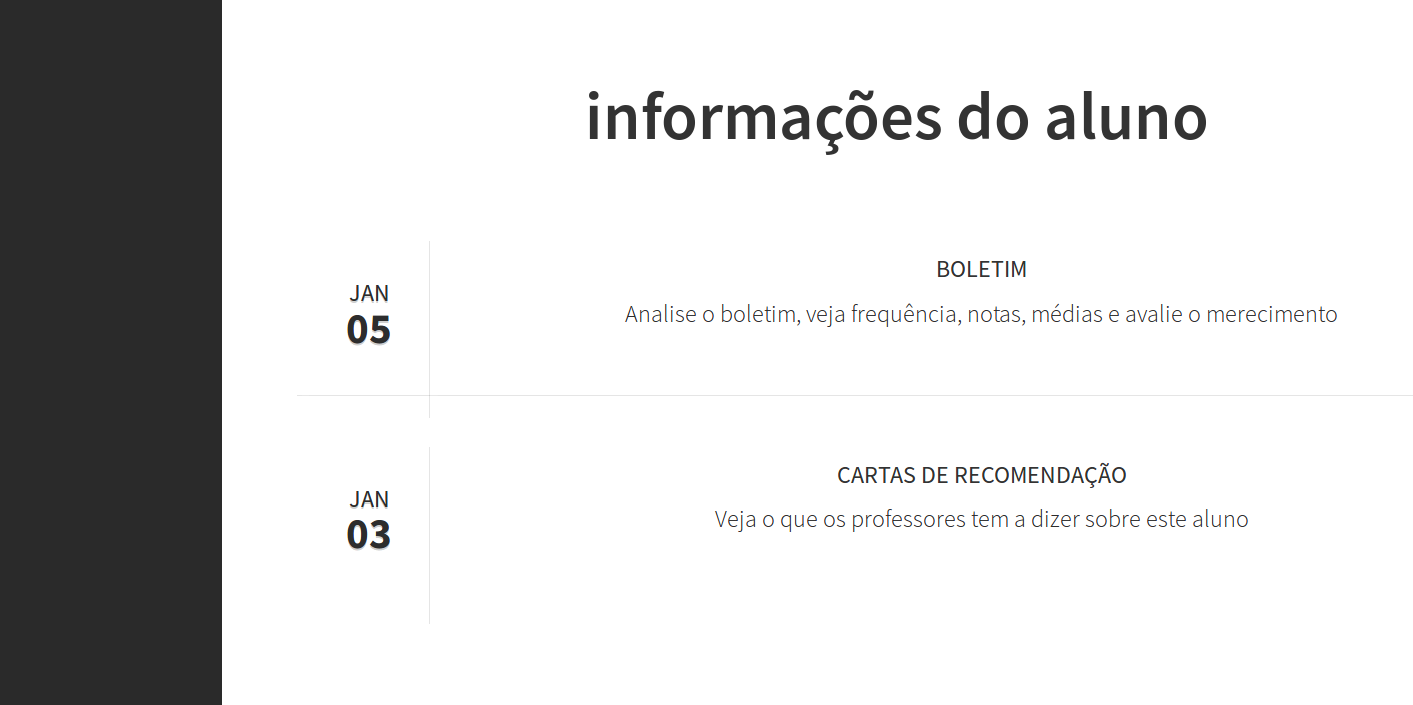 informações do aluno
JAN
05
BOLETIM
Analise o boletim, veja frequência, notas, médias e avalie o merecimento
JAN
03
CARTAS DE RECOMENDAÇÃO
Veja o que os professores tem a dizer sobre este aluno